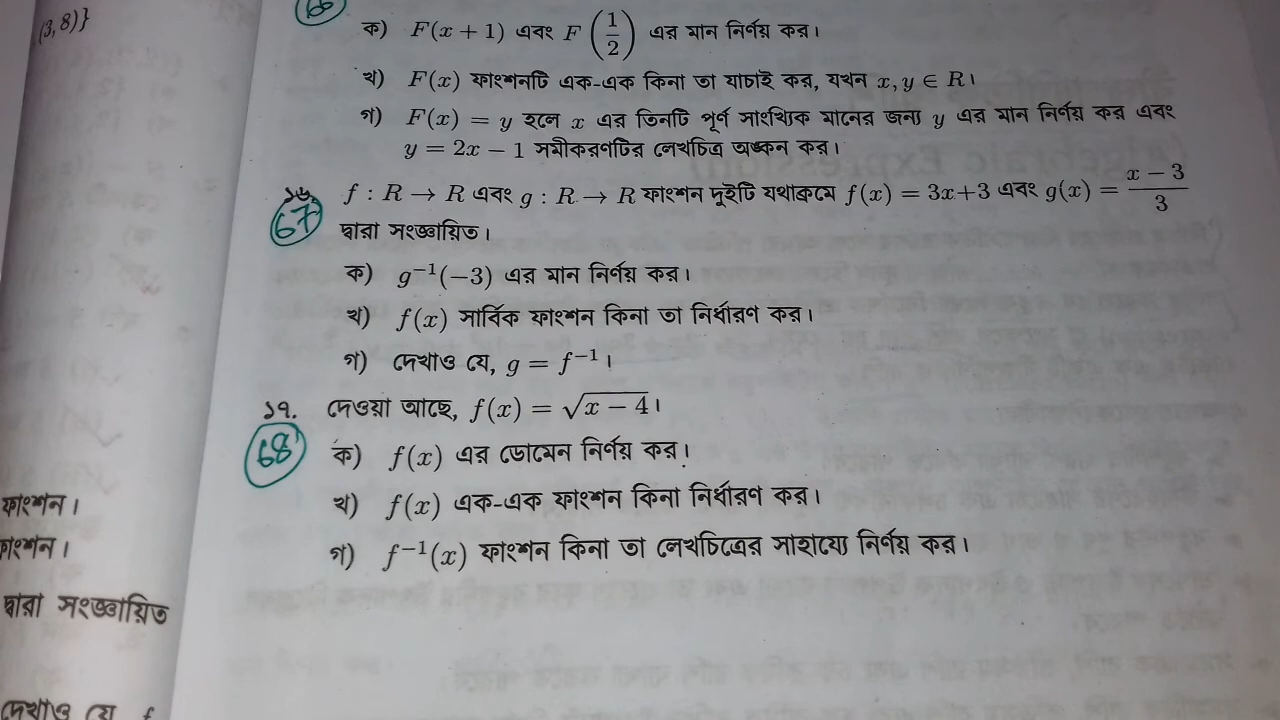 (3, 8)}
66
ক) F(x + 1) এবং F(1/2) এর মান নির্ণয় কর।
খ) F(x) ফাংশনটি এক-এক কিনা তা যাচাই কর, যখন x, y ∈ R।
গ) F(x) = y হলে x এর তিনটি পূর্ণ সাংখ্যিক মানের জন্য y এর মান নির্ণয় কর এবং
y = 2x − 1 সমীকরণটির লেখচিত্র অঙ্কন কর।
১৬. f : R → R এবং g : R → R ফাংশন দুইটি যথাক্রমে f(x) = 3x+3 এবং g(x) = (x − 3)/3
67 দ্বারা সংজ্ঞায়িত।
ক) g⁻¹(−3) এর মান নির্ণয় কর।
খ) f(x) সার্বিক ফাংশন কিনা তা নির্ধারণ কর।
গ) দেখাও যে, g = f⁻¹।
১৭. দেওয়া আছে, f(x) = √(x − 4)।
68 ক) f(x) এর ডোমেন নির্ণয় কর।
খ) f(x) এক-এক ফাংশন কিনা নির্ধারণ কর।
গ) f⁻¹(x) ফাংশন কিনা তা লেখচিত্রের সাহায্যে নির্ণয় কর।
ফাংশন।
ফাংশন।
দ্বারা সংজ্ঞায়িত
দেখাও যে f